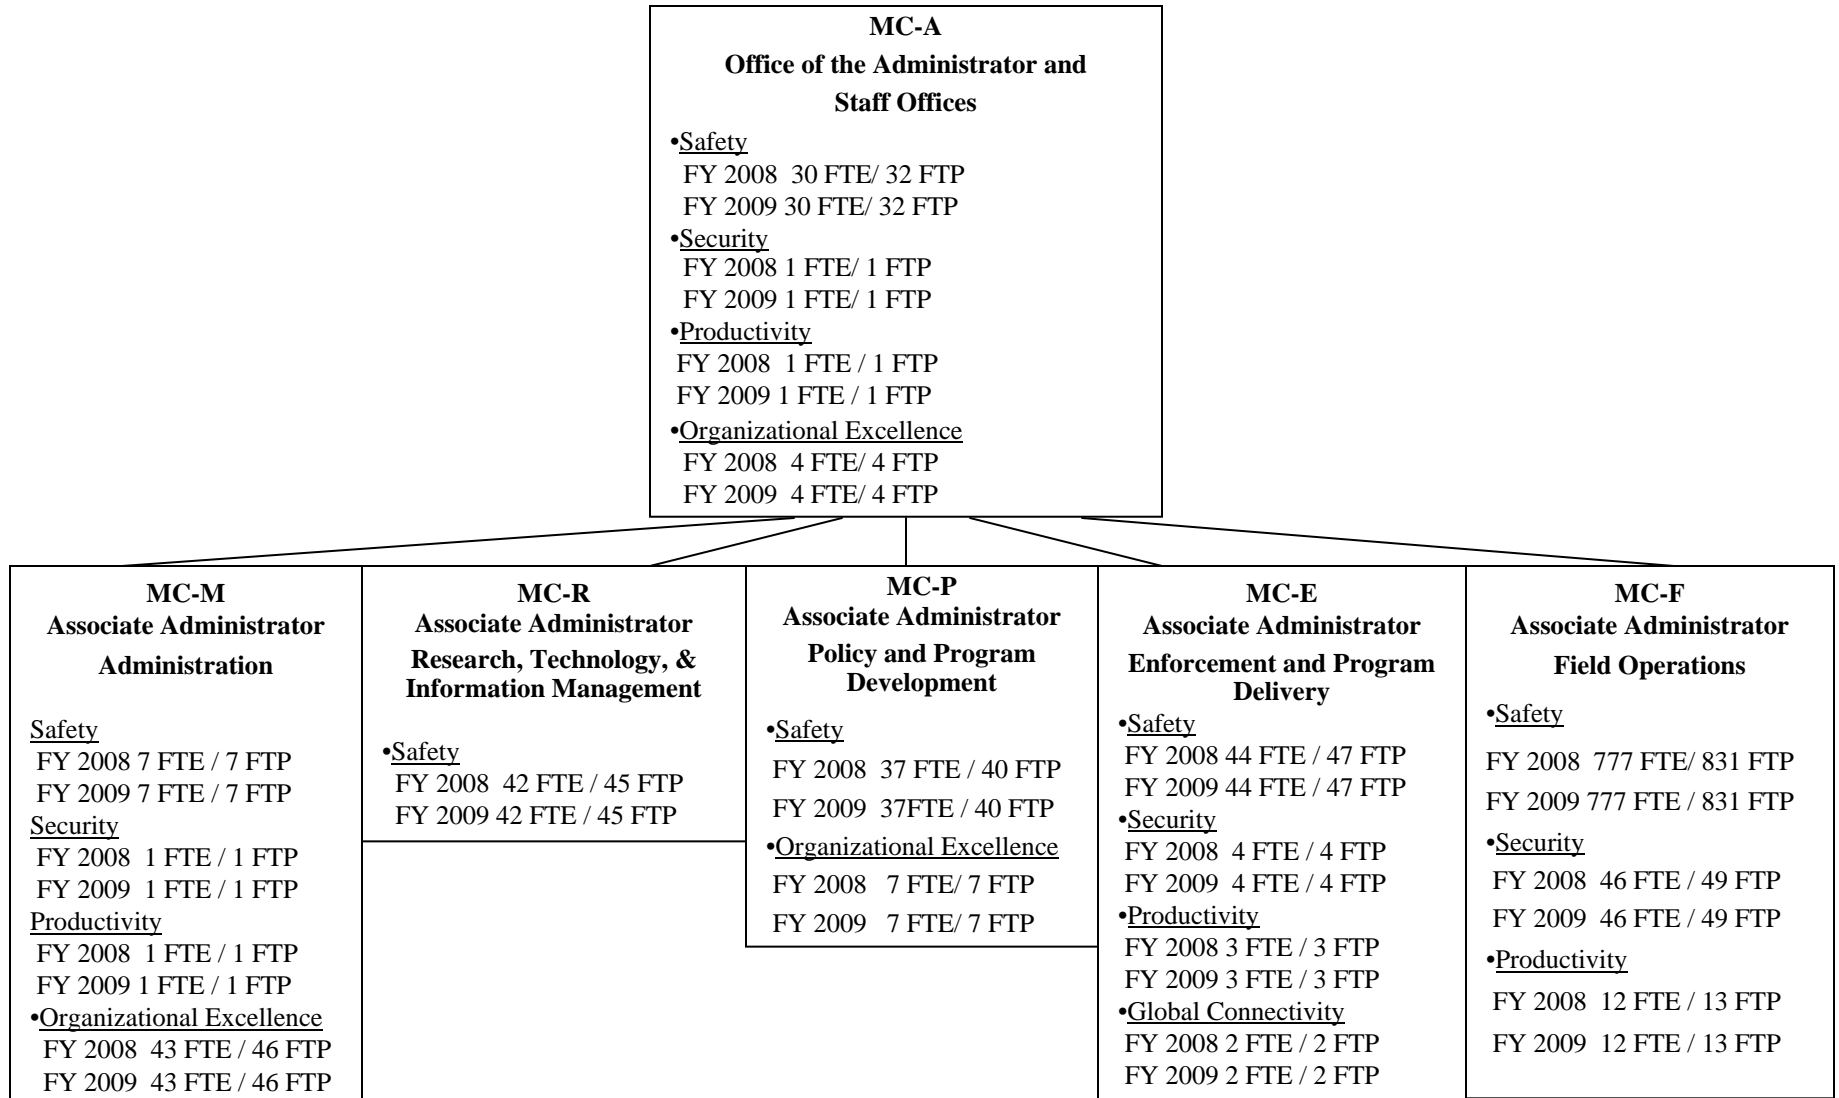 MC-A
Office of the Administrator and
Staff Offices
•Safety
FY 2008 30 FTE/ 32 FTP
FY 2009 30 FTE/ 32 FTP
•Security
FY 2008 1 FTE/ 1 FTP
FY 2009 1 FTE/ 1 FTP
•Productivity
FY 2008 1 FTE / 1 FTP
FY 2009 1 FTE / 1 FTP
•Organizational Excellence
FY 2008 4 FTE/ 4 FTP
FY 2009 4 FTE/ 4 FTP
MC-M
Associate Administrator
Administration
Safety
FY 2008 7 FTE / 7 FTP
FY 2009 7 FTE / 7 FTP
Security
FY 2008 1 FTE / 1 FTP
FY 2009 1 FTE / 1 FTP
Productivity
FY 2008 1 FTE / 1 FTP
FY 2009 1 FTE / 1 FTP
•Organizational Excellence
FY 2008 43 FTE / 46 FTP
FY 2009 43 FTE / 46 FTP
MC-R
Associate Administrator
Research, Technology, &
Information Management
•Safety
FY 2008 42 FTE / 45 FTP
FY 2009 42 FTE / 45 FTP
MC-P
Associate Administrator
Policy and Program
Development
•Safety
FY 2008 37 FTE / 40 FTP
FY 2009 37FTE / 40 FTP
•Organizational Excellence
FY 2008 7 FTE/ 7 FTP
FY 2009 7 FTE/ 7 FTP
MC-E
Associate Administrator
Enforcement and Program
Delivery
•Safety
FY 2008 44 FTE / 47 FTP
FY 2009 44 FTE / 47 FTP
•Security
FY 2008 4 FTE / 4 FTP
FY 2009 4 FTE / 4 FTP
•Productivity
FY 2008 3 FTE / 3 FTP
FY 2009 3 FTE / 3 FTP
•Global Connectivity
FY 2008 2 FTE / 2 FTP
FY 2009 2 FTE / 2 FTP
MC-F
Associate Administrator
Field Operations
•Safety
FY 2008 777 FTE/ 831 FTP
FY 2009 777 FTE / 831 FTP
•Security
FY 2008 46 FTE / 49 FTP
FY 2009 46 FTE / 49 FTP
•Productivity
FY 2008 12 FTE / 13 FTP
FY 2009 12 FTE / 13 FTP